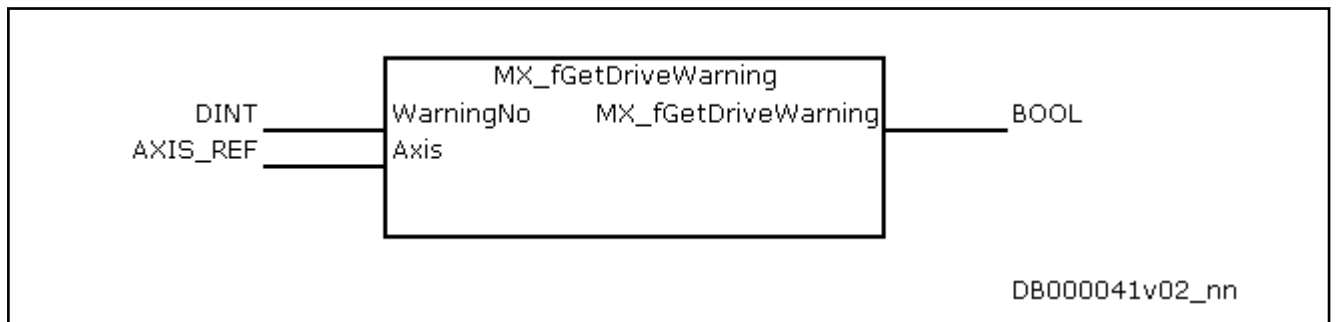 MX_fGetDriveWarning
DINT WarningNo MX_fGetDriveWarning BOOL
AXIS_REF Axis
DB000041v02_nn